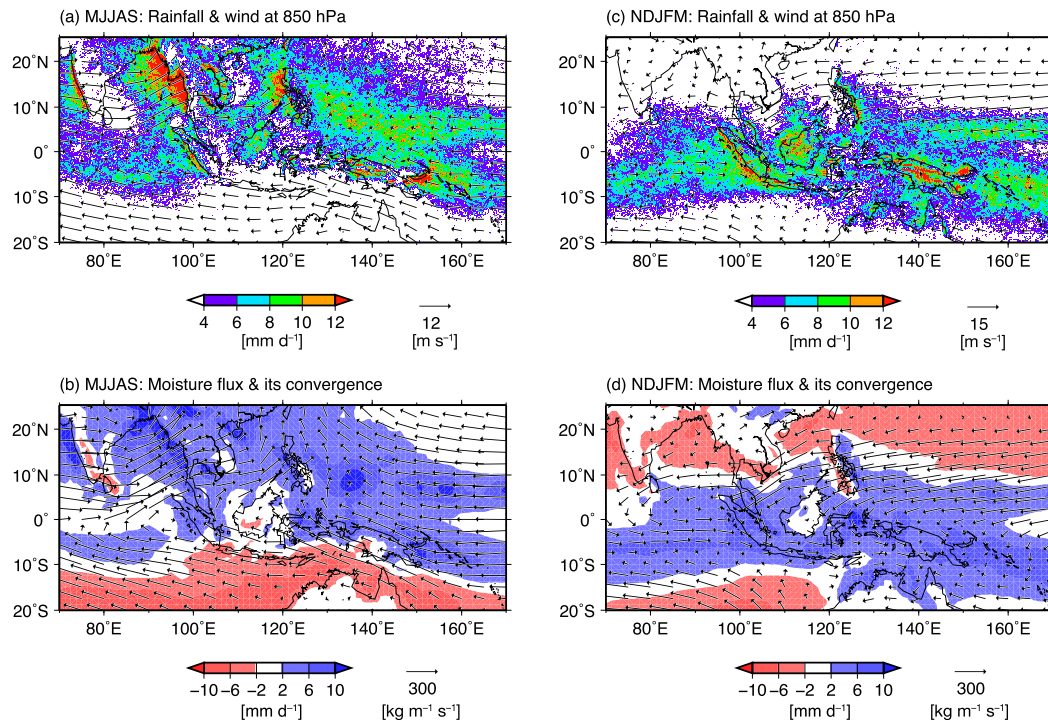 (a) MJJAS: Rainfall & wind at 850 hPa
20˚N
10˚N
0˚
10˚S
20˚S
80˚E 100˚E 120˚E 140˚E 160˚E
4 6 8 10 12
[mm d⁻¹]
12
[m s⁻¹]
(c) NDJFM: Rainfall & wind at 850 hPa
20˚N
10˚N
0˚
10˚S
20˚S
80˚E 100˚E 120˚E 140˚E 160˚E
4 6 8 10 12
[mm d⁻¹]
15
[m s⁻¹]
(b) MJJAS: Moisture flux & its convergence
20˚N
10˚N
0˚
10˚S
20˚S
80˚E 100˚E 120˚E 140˚E 160˚E
−10 −6 −2 2 6 10
[mm d⁻¹]
300
[kg m⁻¹ s⁻¹]
(d) NDJFM: Moisture flux & its convergence
20˚N
10˚N
0˚
10˚S
20˚S
80˚E 100˚E 120˚E 140˚E 160˚E
−10 −6 −2 2 6 10
[mm d⁻¹]
300
[kg m⁻¹ s⁻¹]